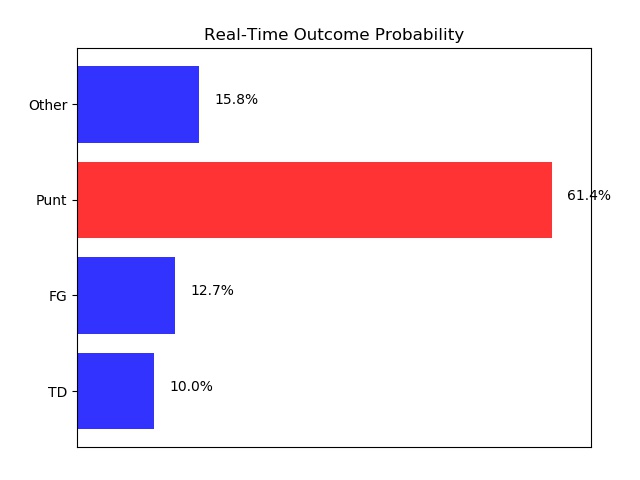 Real-Time Outcome Probability
Other 15.8%
Punt 61.4%
FG 12.7%
TD 10.0%